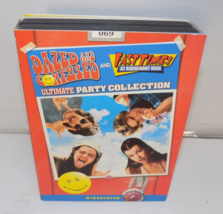 069
DAZED AND CONFUSED AND FAST TIMES
AT RIDGEMONT HIGH
ULTIMATE PARTY COLLECTION
WIDESCREEN